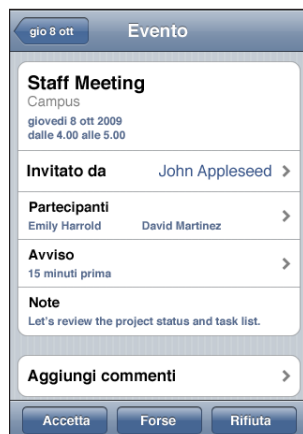 gio 8 ott Evento
Staff Meeting
Campus
giovedì 8 ott 2009
dalle 4.00 alle 5.00
Invitato da John Appleseed
Partecipanti
Emily Harrold David Martinez
Avviso
15 minuti prima
Note
Let's review the project status and task list.
Aggiungi commenti
Accetta Forse Rifiuta